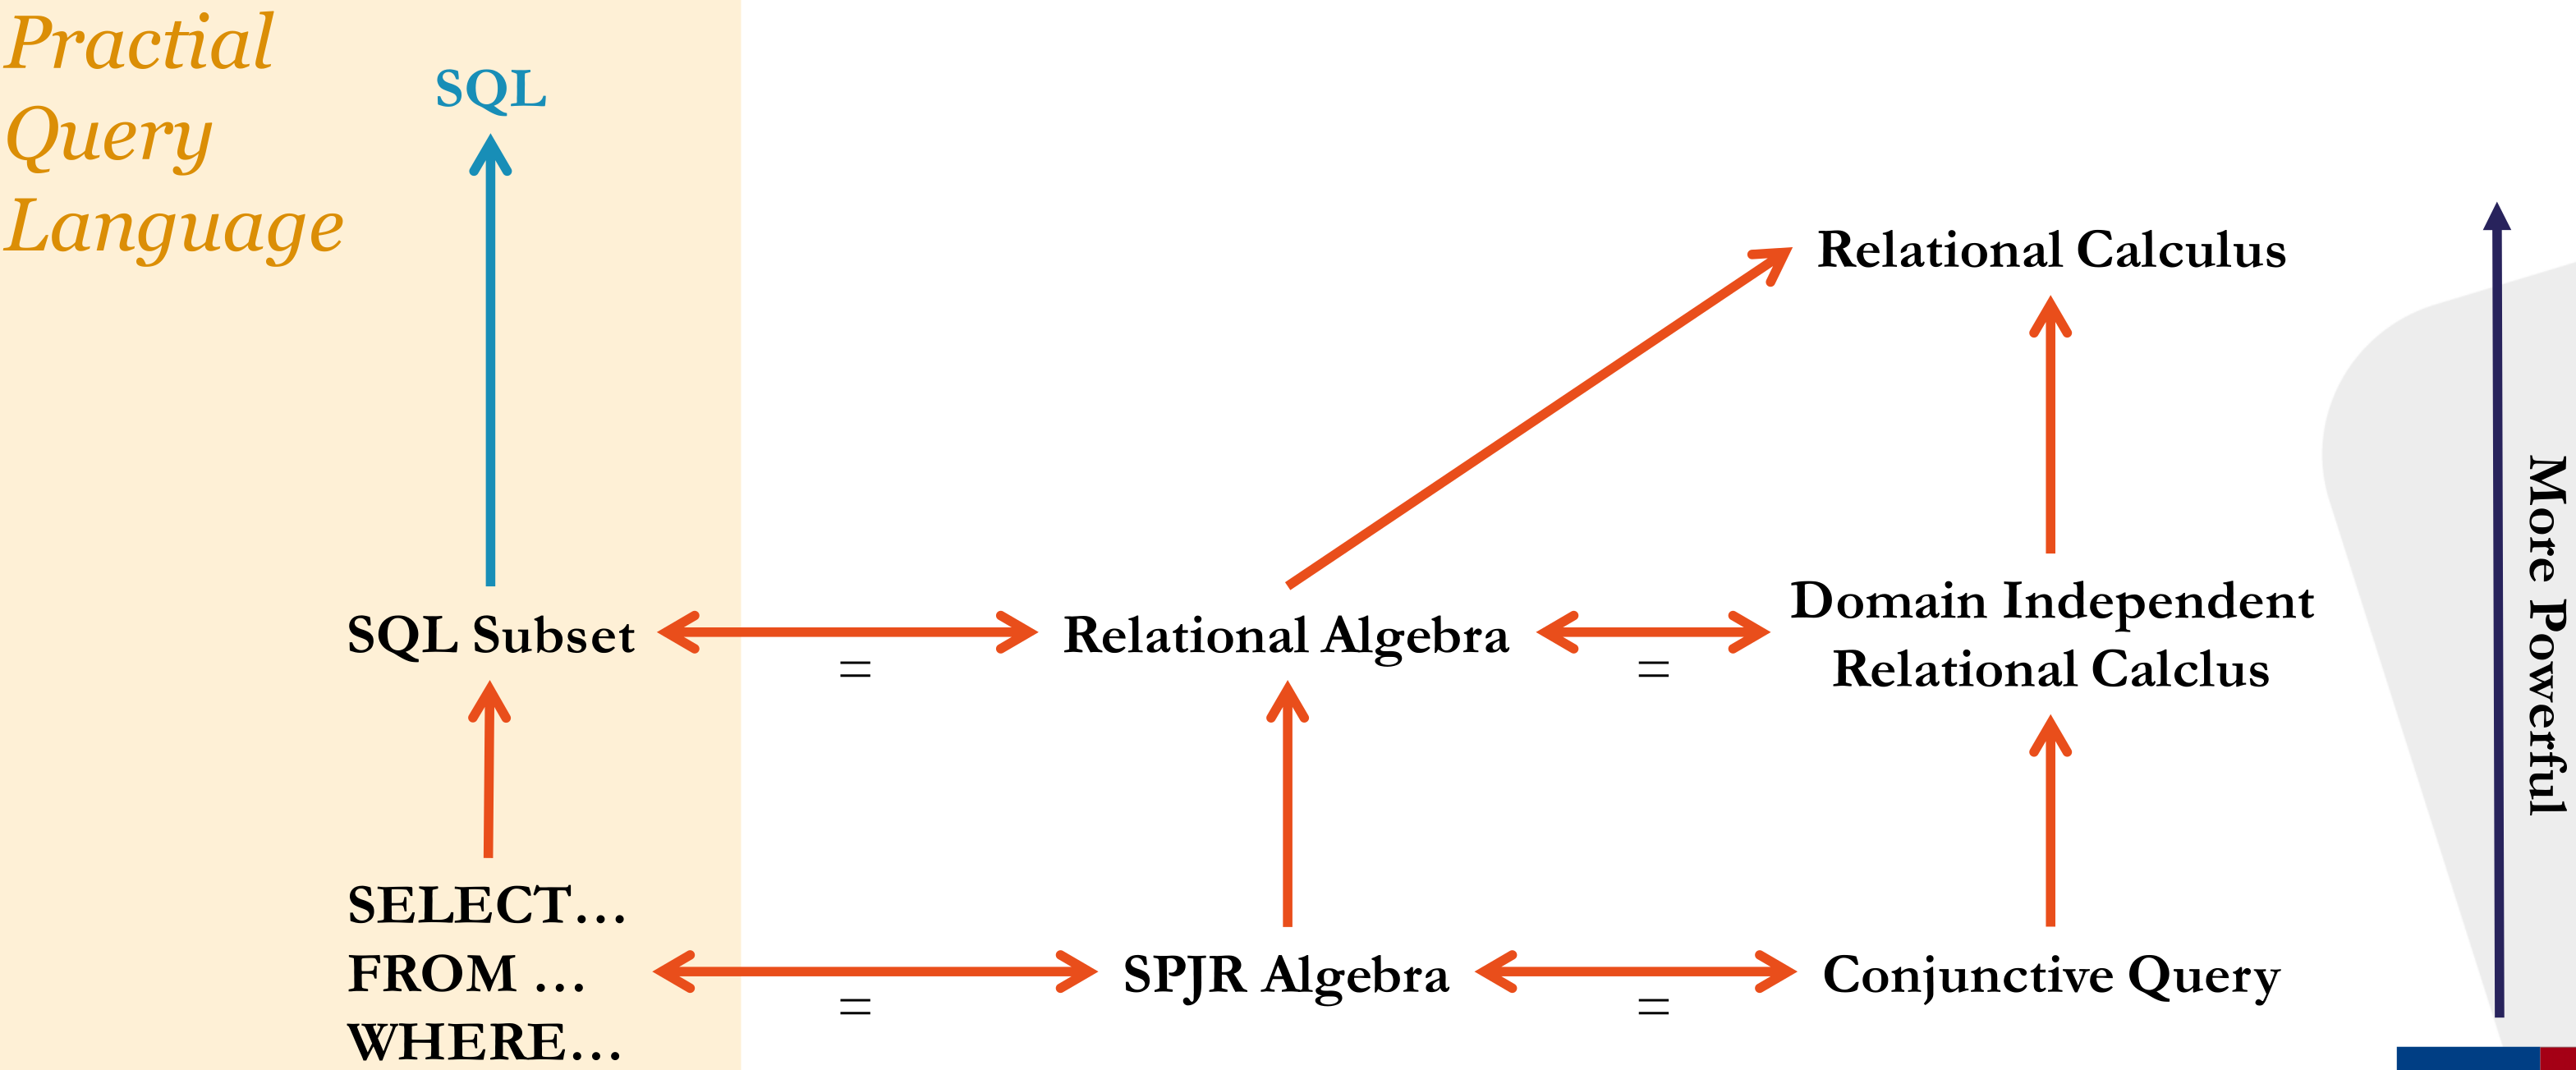 Practial
Query
Language
SQL
Relational Calculus
SQL Subset
=
Relational Algebra
=
Domain Independent
Relational Calclus
SELECT…
FROM …
WHERE…
=
SPJR Algebra
=
Conjunctive Query
More Powerful